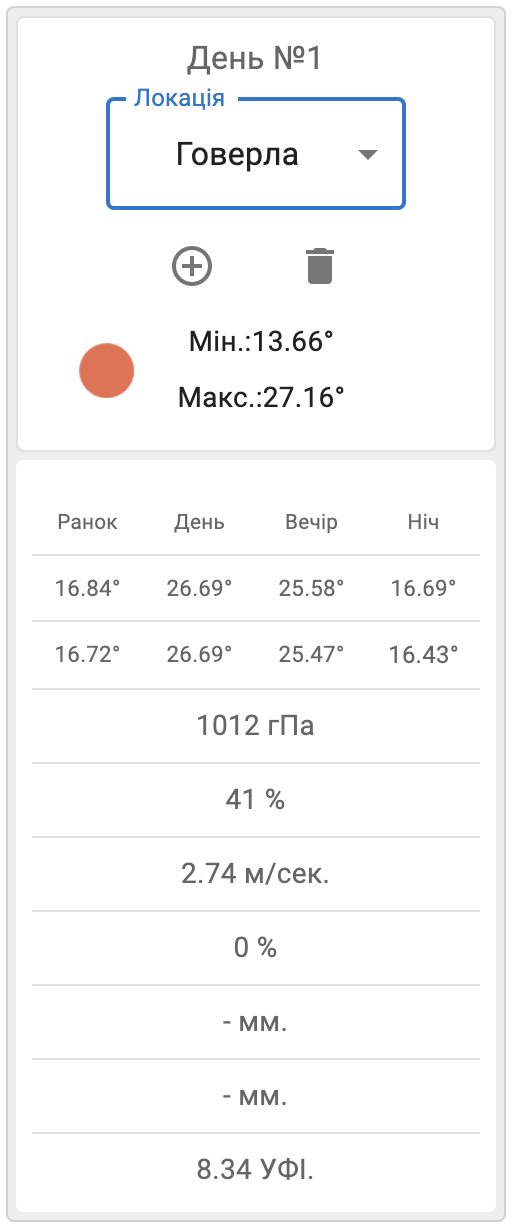 День №1
Локація
Говерла
Мін.:13.66°
Макс.:27.16°
Ранок День Вечір Ніч
16.84° 26.69° 25.58° 16.69°
16.72° 26.69° 25.47° 16.43°
1012 гПа
41 %
2.74 м/сек.
0 %
- мм.
- мм.
8.34 УФІ.